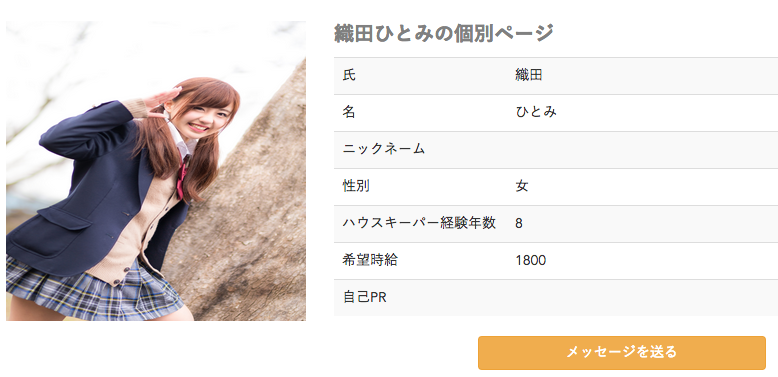 織田ひとみの個別ページ
氏 織田
名 ひとみ
ニックネーム
性別 女
ハウスキーパー経験年数 8
希望時給 1800
自己PR
メッセージを送る